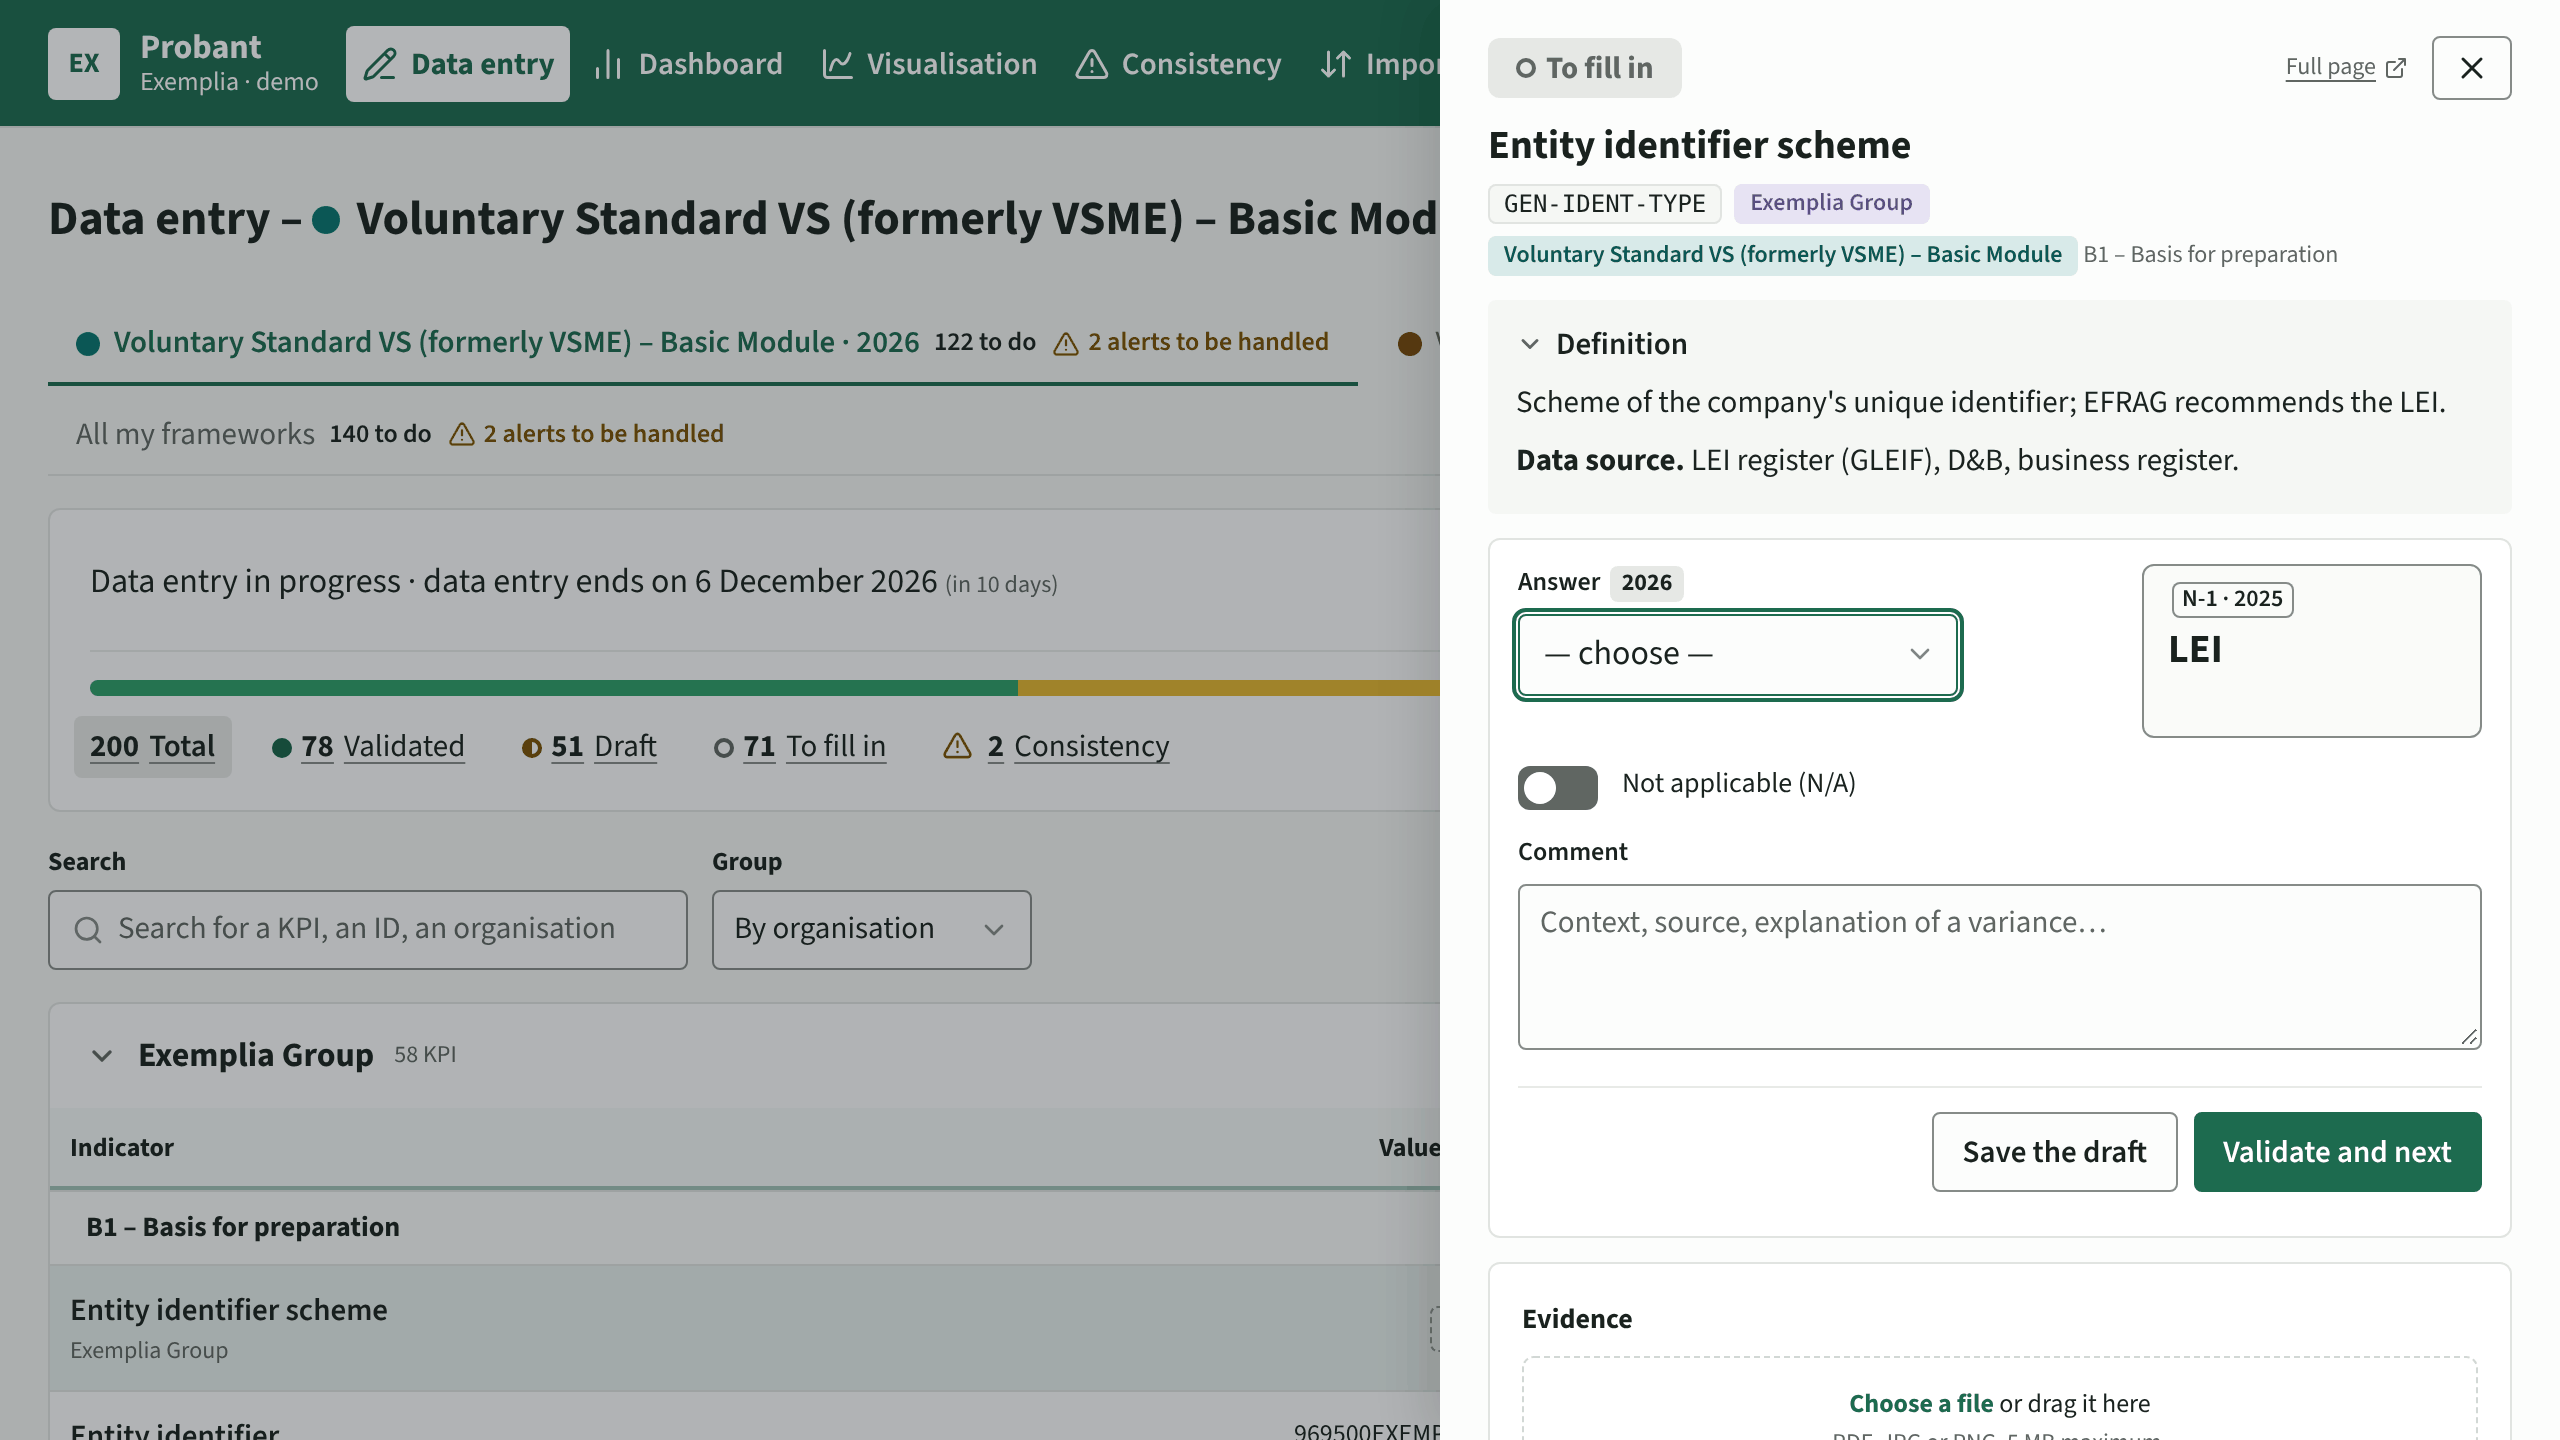 EX
Probant
Exemplia · demo
Data entry
Dashboard
Visualisation
Consistency
Data entry – Voluntary Standard VS (formerly VSME) – Basic
Voluntary Standard VS (formerly VSME) – Basic Module · 2026 122 to do 2 alerts to be handled
All my frameworks 140 to do 2 alerts to be handled
Data entry in progress · data entry ends on 6 December 2026 (in 10 days)
200 Total
78 Validated
51 Draft
71 To fill in
2 Consistency
Search
Search for a KPI, an ID, an organisation
Group
By organisation
Exemplia Group 58 KPI
Indicator
Value
B1 – Basis for preparation
Entity identifier scheme
Exemplia Group
Entity identifier
To fill in
Full page
Entity identifier scheme
GEN-IDENT-TYPE Exemplia Group
Voluntary Standard VS (formerly VSME) – Basic Module B1 – Basis for preparation
Definition
Scheme of the company's unique identifier; EFRAG recommends the LEI.
Data source. LEI register (GLEIF), D&B, business register.
Answer 2026
— choose —
N-1 · 2025
LEI
Not applicable (N/A)
Comment
Context, source, explanation of a variance…
Save the draft
Validate and next
Evidence
Choose a file or drag it here